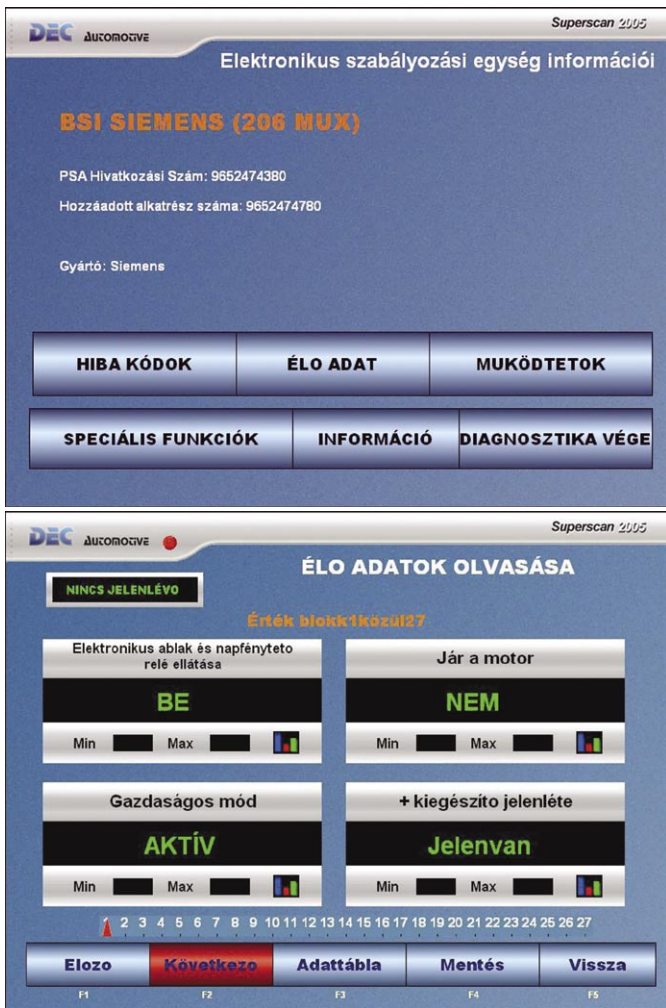 DEC AUTOMOTIVE
Superscan 2005
Elektronikus szabályozási egység információi
BSI SIEMENS (206 MUX)
PSA Hivatkozási Szám: 9652474380
Hozzáadott alkatrész száma: 9652474780
Gyártó: Siemens
HIBA KÓDOK ÉLO ADAT MUKÖDTETOK
SPECIÁLIS FUNKCIÓK INFORMÁCIÓ DIAGNOSZTIKA VÉGE
DEC AUTOMOTIVE
Superscan 2005
ÉLO ADATOK OLVASÁSA
NINCS JELENLÉVO
Érték blokk1közül27
Elektronikus ablak és napfényteto
relé ellátása
BE
Min Max
Jár a motor
NEM
Min Max
Gazdaságos mód
AKTÍV
Min Max
+ kiegészíto jelenléte
Jelenvan
Min Max
1 2 3 4 5 6 7 8 9 10 11 12 13 14 15 16 17 18 19 20 21 22 23 24 25 26 27
Elozo Következo Adattábla Mentés Vissza
F1 F2 F3 F4 F5